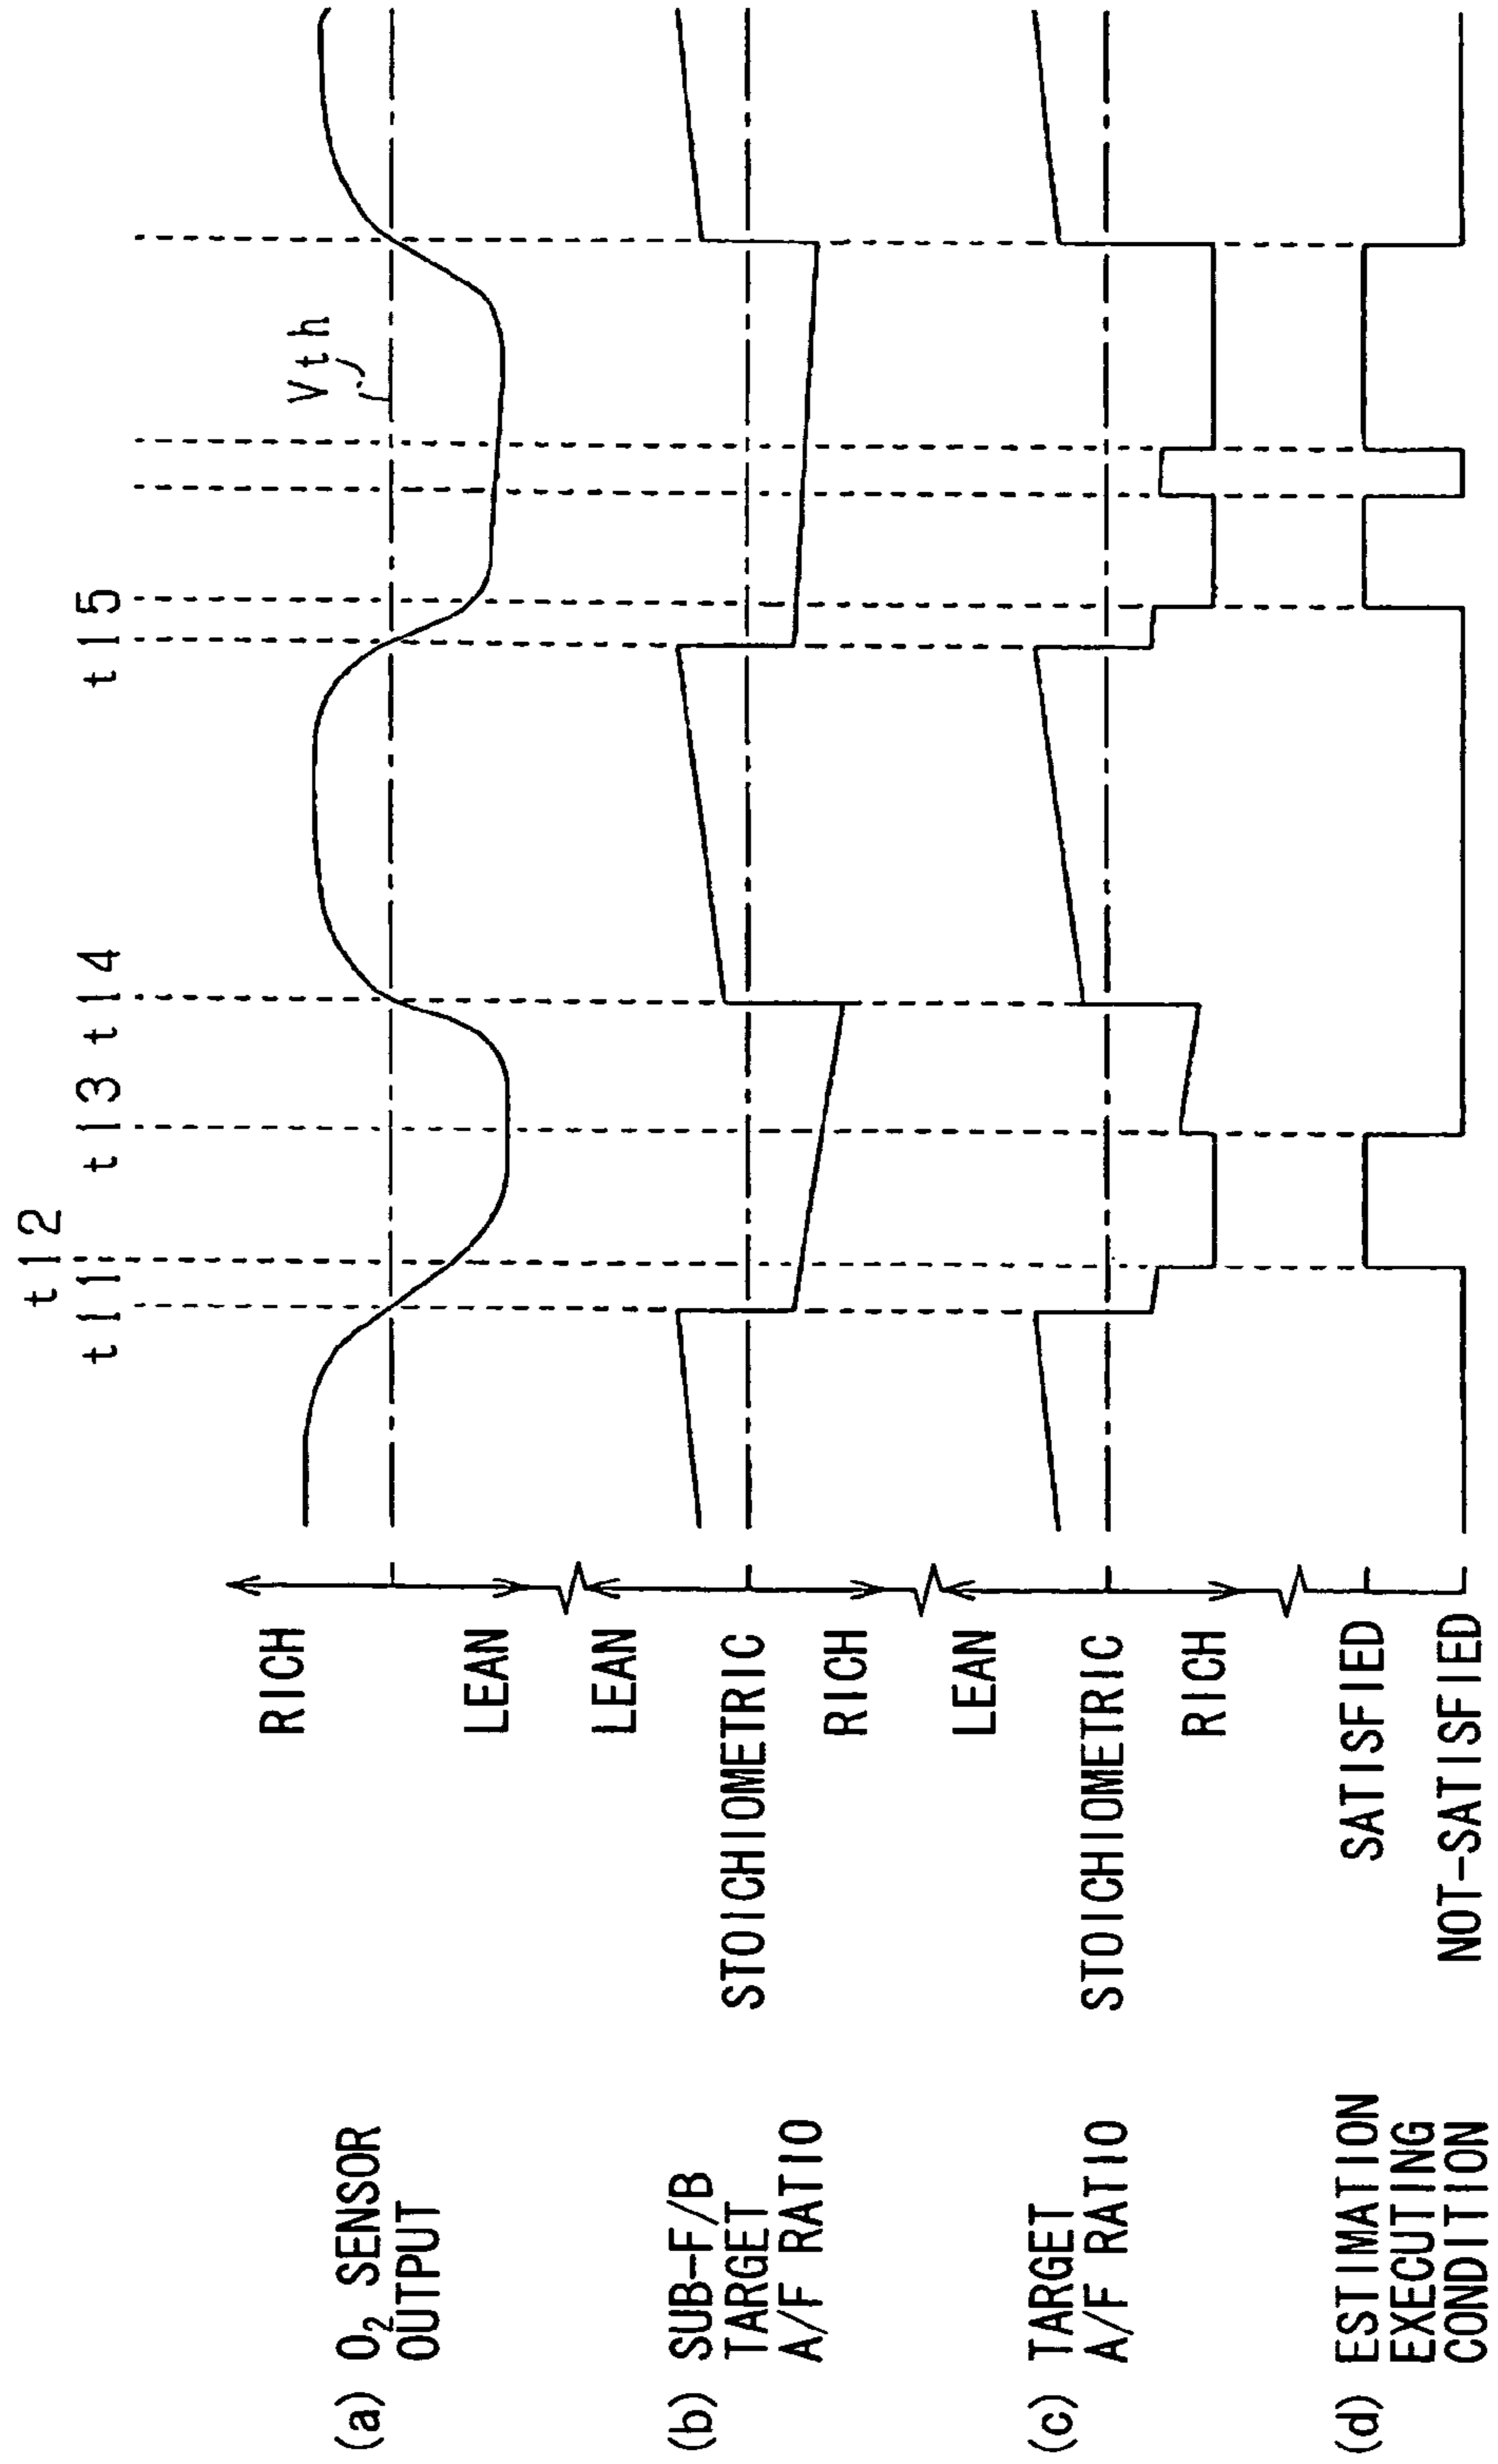 t11
t12
t13
t14
t15
Vth
(a) O₂ SENSOR
OUTPUT
RICH
LEAN
(b) SUB-F/B
TARGET
A/F RATIO
LEAN
STOICHIOMETRIC
RICH
(c) TARGET
A/F RATIO
LEAN
STOICHIOMETRIC
RICH
(d) ESTIMATION
EXECUTING
CONDITION
SATISFIED
NOT-SATISFIED